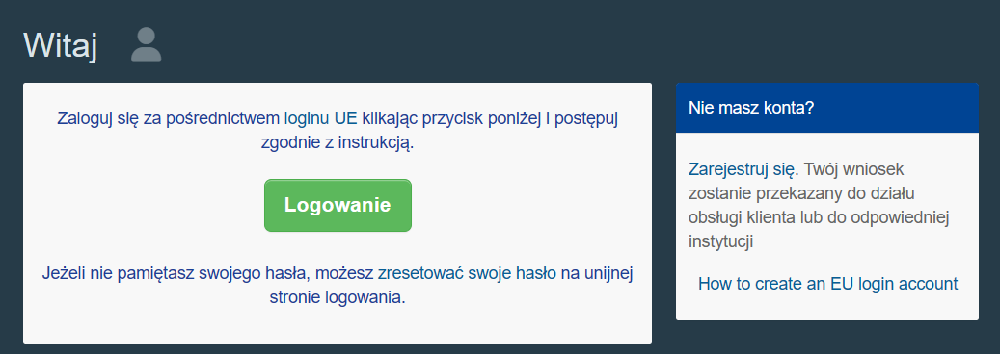 Witaj
Zaloguj się za pośrednictwem loginu UE klikając przycisk poniżej i postępuj
zgodnie z instrukcją.
Logowanie
Jeżeli nie pamiętasz swojego hasła, możesz zresetować swoje hasło na unijnej
stronie logowania.
Nie masz konta?
Zarejestruj się. Twój wniosek
zostanie przekazany do działu
obsługi klienta lub do odpowiedniej
instytucji
How to create an EU login account